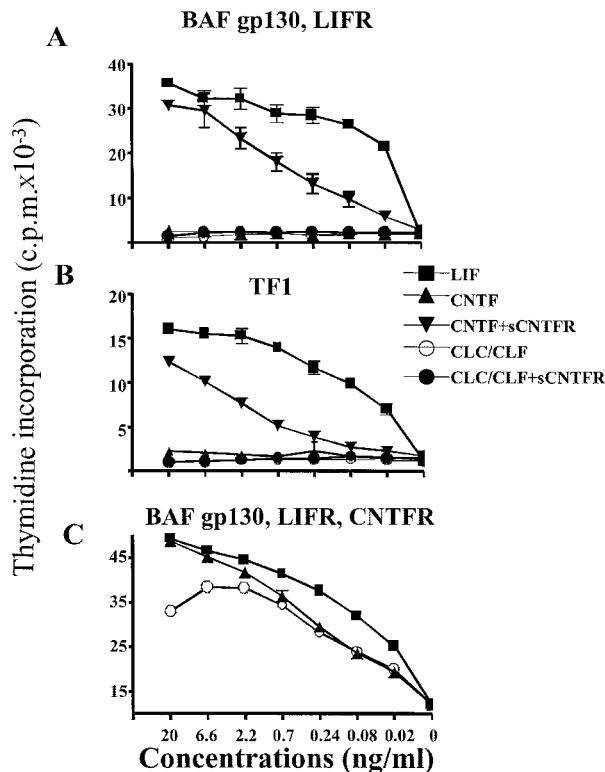 BAF gp130, LIFR
A
40
30
20
10
Thymidine incorporation (c.p.m.x10-3)
B
TF1
20
15
10
5
LIF
CNTF
CNTF+sCNTFR
CLC/CLF
CLC/CLF+sCNTFR
BAF gp130, LIFR, CNTFR
C
45
35
25
15
20 6.6 2.2 0.7 0.24 0.08 0.02 0
Concentrations (ng/ml)